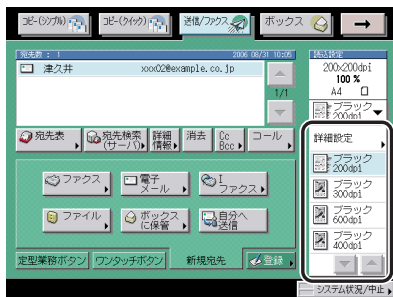 コピー(シンプル)
コピー(クイック)
送信/ファクス
ボックス
宛先数 : 1
2006 08/31 10:05
津久井
xxx02@example.co.jp
1/1
宛先表
宛先検索
(サーバ)
詳細
情報
消去
Cc
Bcc
コール
ファクス
電子
メール
I
ファクス
ファイル
ボックス
に保管
自分へ
送信
定型業務ボタン
ワンタッチボタン
新規宛先
登録
読込設定
200x200dpi
100 %
A4
ブラック
200dpi
詳細設定
ブラック
200dpi
ブラック
300dpi
ブラック
600dpi
ブラック
400dpi
システム状況/中止